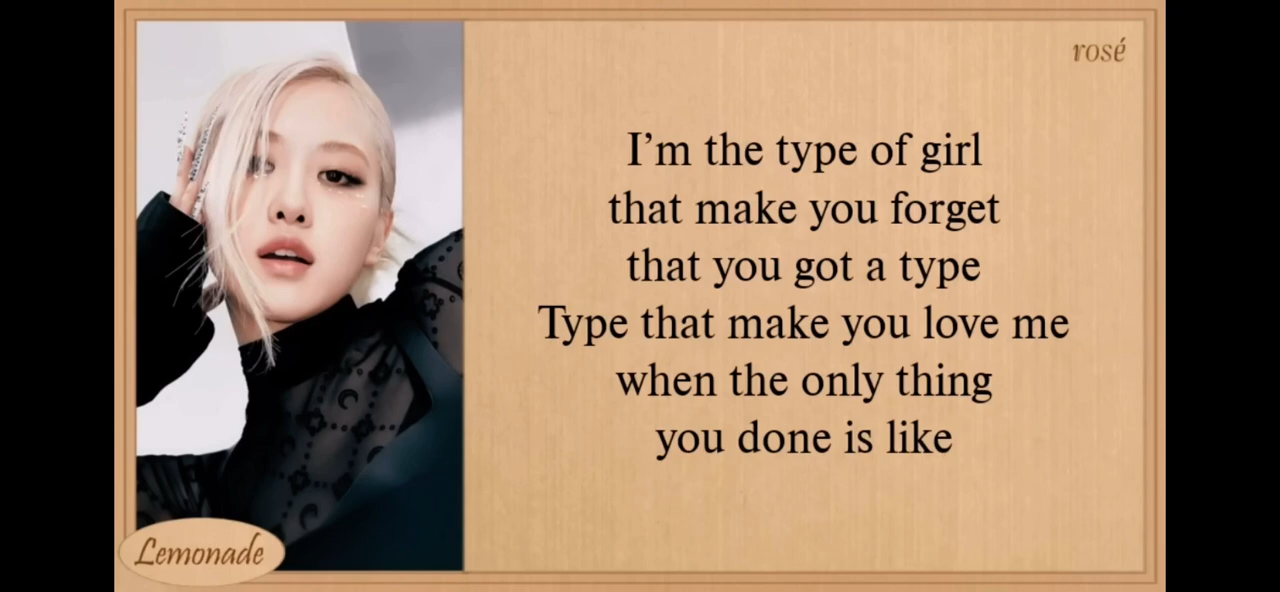 rosé
I’m the type of girl
that make you forget
that you got a type
Type that make you love me
when the only thing
you done is like
Lemonade